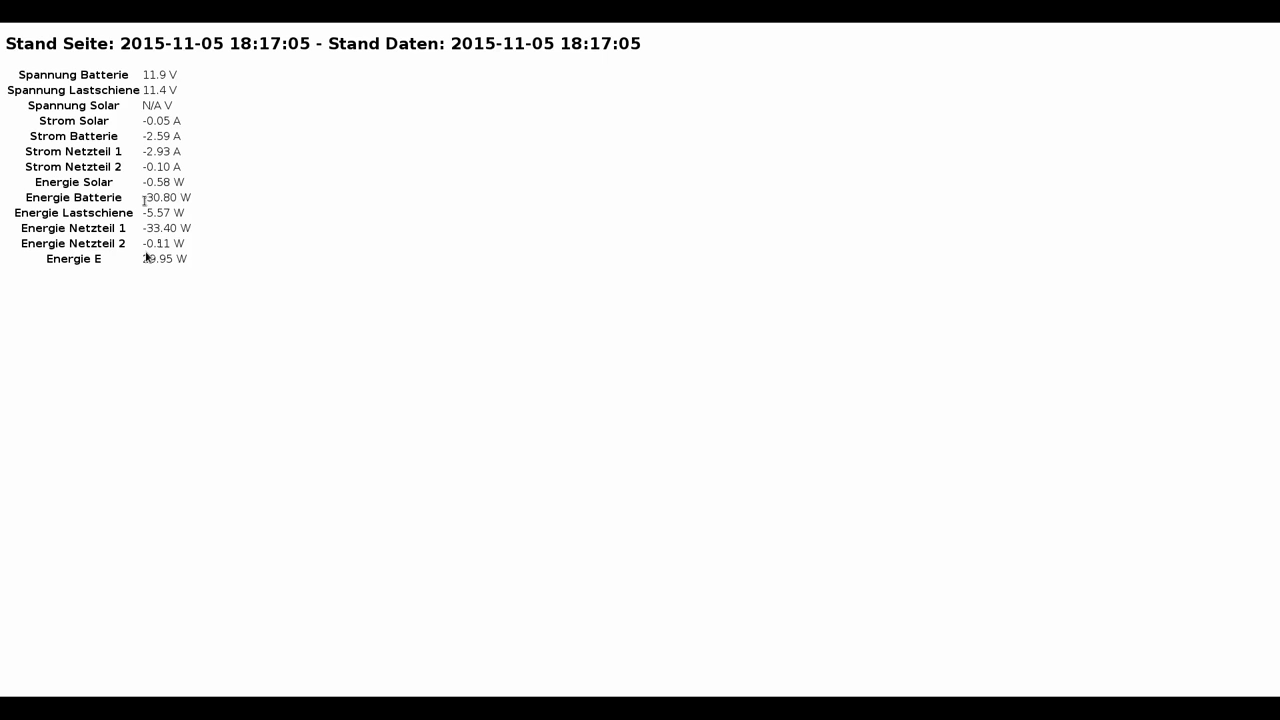 Stand Seite: 2015-11-05 18:17:05 - Stand Daten: 2015-11-05 18:17:05
Spannung Batterie 11.9 V
Spannung Lastschiene 11.4 V
Spannung Solar N/A V
Strom Solar -0.05 A
Strom Batterie -2.59 A
Strom Netzteil 1 -2.93 A
Strom Netzteil 2 -0.10 A
Energie Solar -0.58 W
Energie Batterie -30.80 W
Energie Lastschiene -5.57 W
Energie Netzteil 1 -33.40 W
Energie Netzteil 2 W
Energie E W